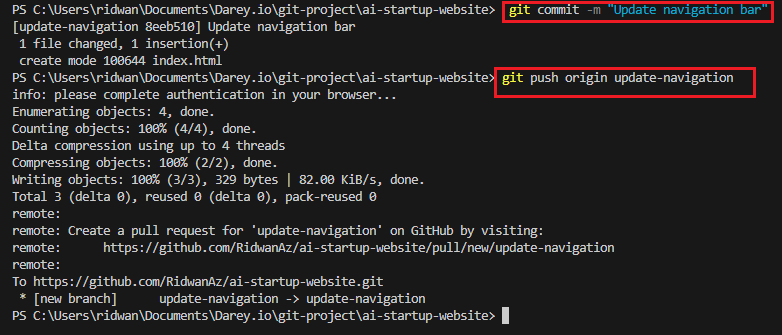 PS C:\Users\ridwan\Documents\Darey.io\git-project\ai-startup-website> git commit -m "Update navigation bar"
[update-navigation 8eeb510] Update navigation bar
 1 file changed, 1 insertion(+)
 create mode 100644 index.html
PS C:\Users\ridwan\Documents\Darey.io\git-project\ai-startup-website> git push origin update-navigation
info: please complete authentication in your browser...
Enumerating objects: 4, done.
Counting objects: 100% (4/4), done.
Delta compression using up to 4 threads
Compressing objects: 100% (2/2), done.
Writing objects: 100% (3/3), 329 bytes | 82.00 KiB/s, done.
Total 3 (delta 0), reused 0 (delta 0), pack-reused 0
remote:
remote: Create a pull request for 'update-navigation' on GitHub by visiting:
remote:      https://github.com/RidwanAz/ai-startup-website/pull/new/update-navigation
remote:
To https://github.com/RidwanAz/ai-startup-website.git
 * [new branch]      update-navigation -> update-navigation
PS C:\Users\ridwan\Documents\Darey.io\git-project\ai-startup-website>